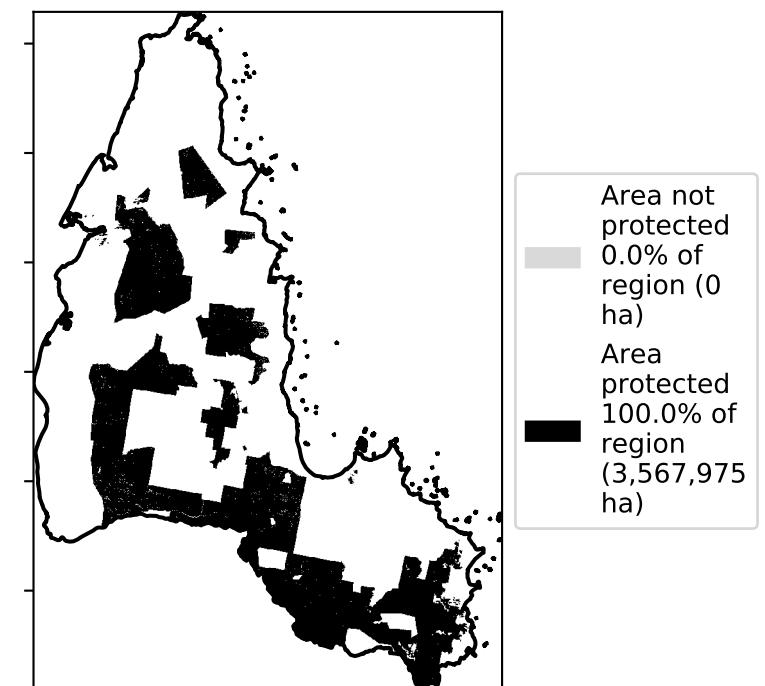 Area not
protected
0.0% of
region (0
ha)
Area
protected
100.0% of
region
(3,567,975
ha)